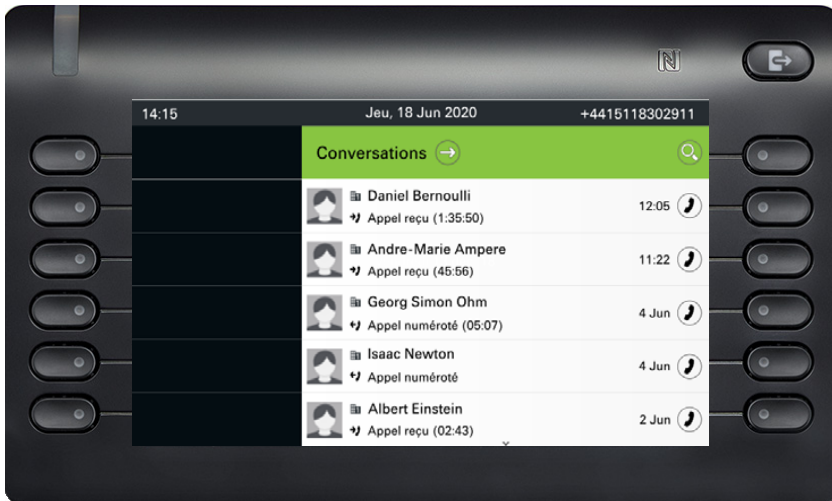 14:15 Jeu, 18 Jun 2020 +4415118302911
Conversations
Daniel Bernoulli
Appel reçu (1:35:50) 12:05
Andre-Marie Ampere
Appel reçu (45:56) 11:22
Georg Simon Ohm
Appel numéroté (05:07) 4 Jun
Isaac Newton
Appel numéroté 4 Jun
Albert Einstein
Appel reçu (02:43) 2 Jun